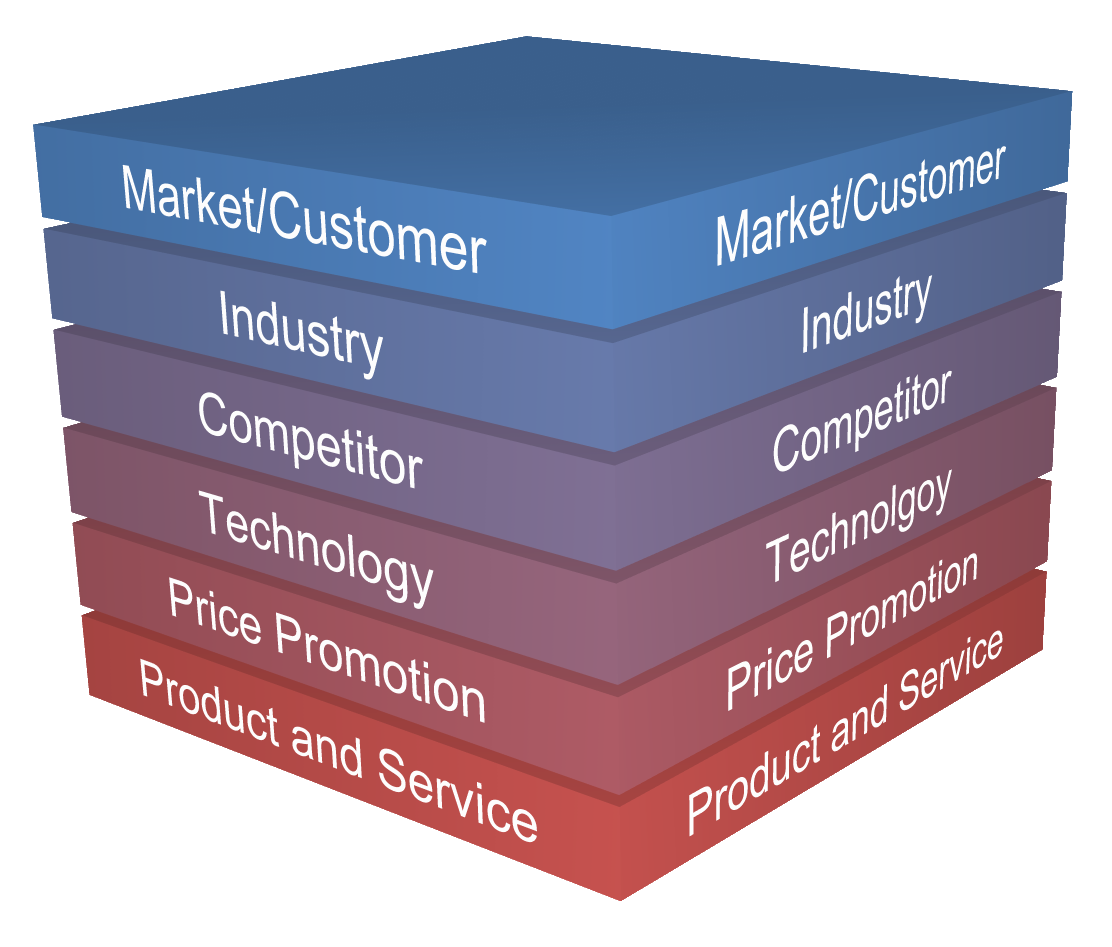 Market/Customer
Industry
Competitor
Technology
Price Promotion
Product and Service
Market/Customer
Industry
Competitor
Technolgoy
Price Promotion
Product and Service